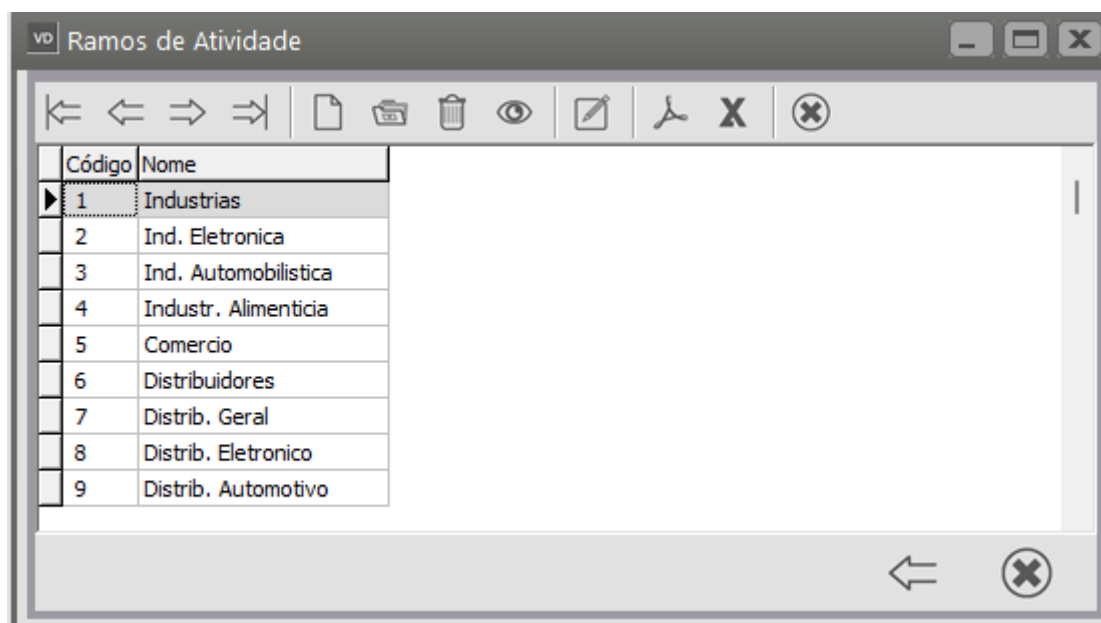 VD Ramos de Atividade
Código Nome
1 Industrias
2 Ind. Eletronica
3 Ind. Automobilistica
4 Industr. Alimenticia
5 Comercio
6 Distribuidores
7 Distrib. Geral
8 Distrib. Eletronico
9 Distrib. Automotivo